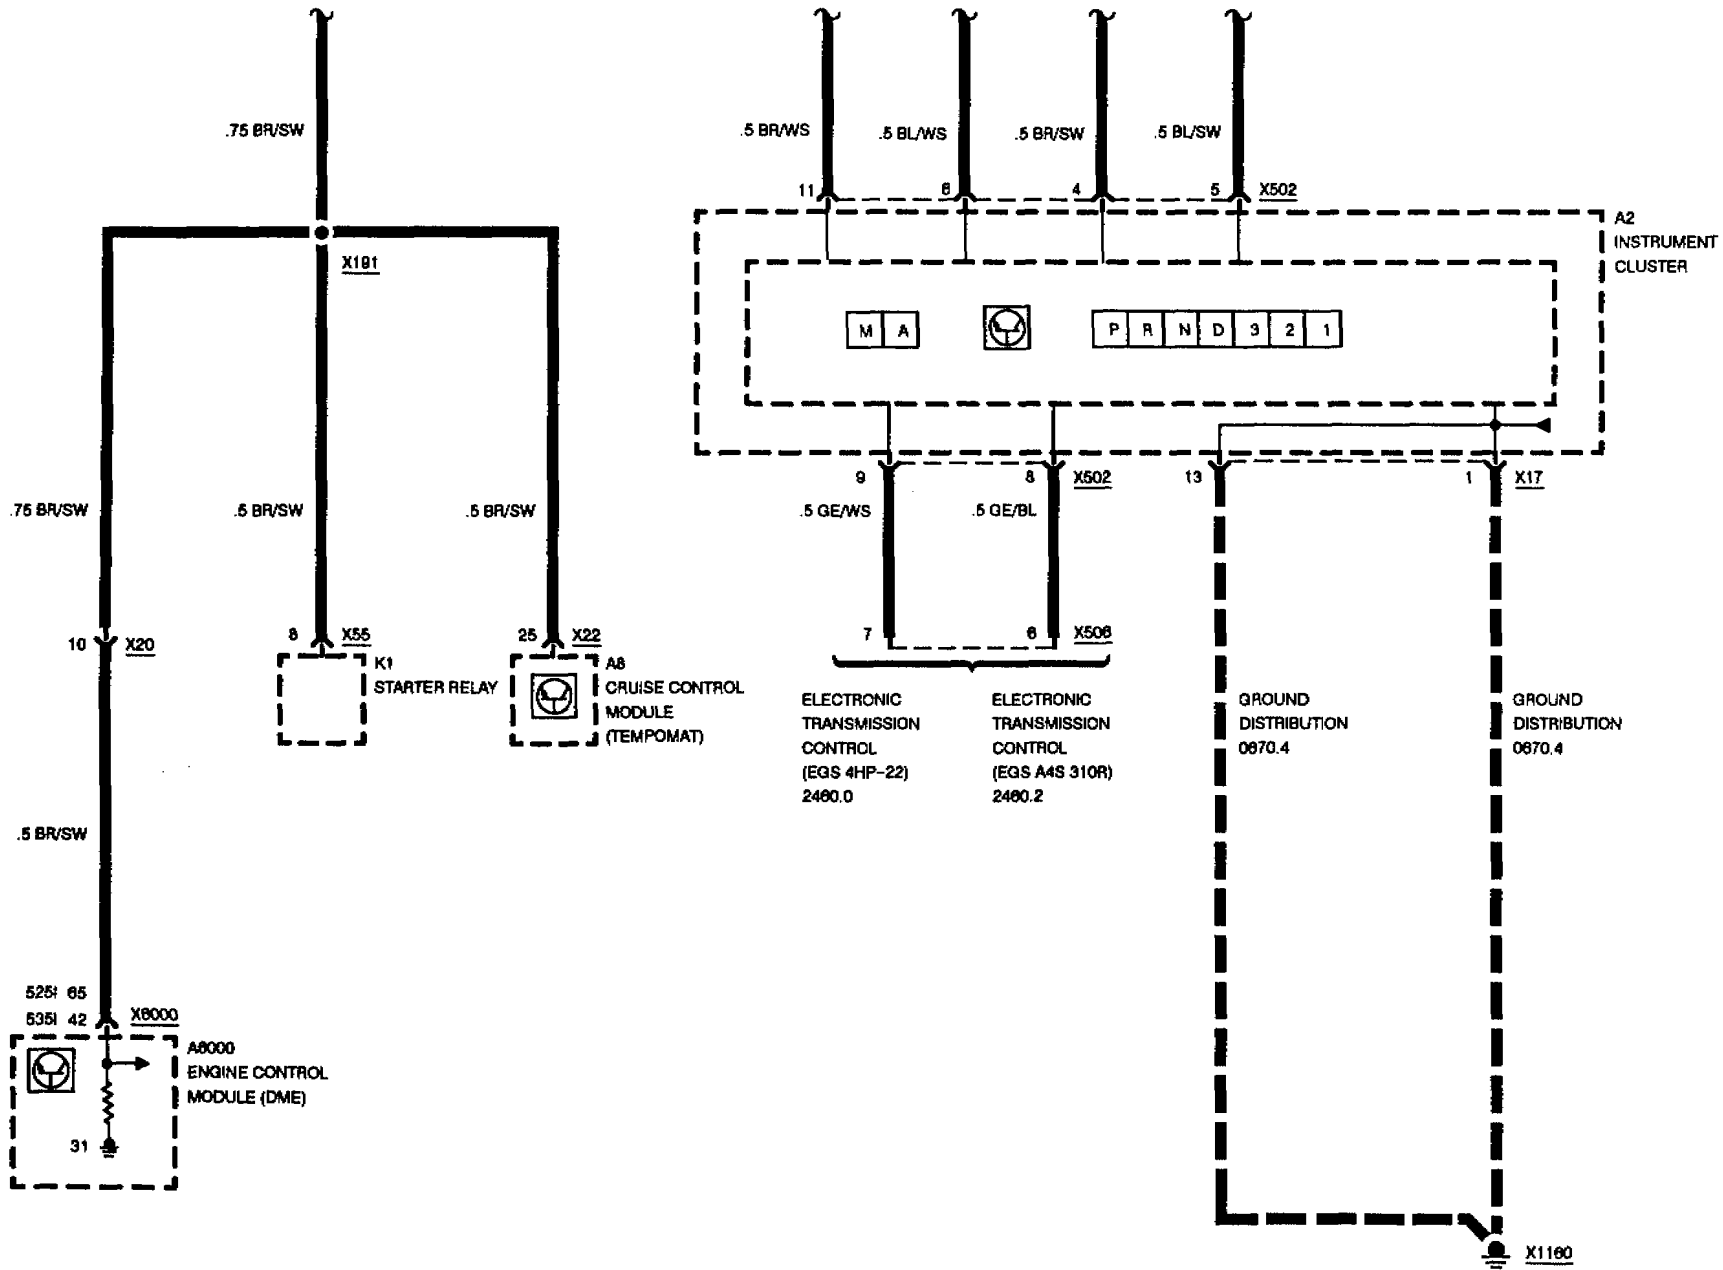 .75 BR/SW
.5 BR/WS
.5 BL/WS
.5 BR/SW
.5 BL/SW
11
6
4
5
X502
A2
INSTRUMENT
CLUSTER
X191
M A
P R N D 3 2 1
9
8
X502
13
1
X17
.75 BR/SW
.5 BR/SW
.5 BR/SW
.5 GE/WS
.5 GE/BL
10
X20
8
X55
25
X22
7
6
X506
K1
STARTER RELAY
A8
CRUISE CONTROL
MODULE
(TEMPOMAT)
ELECTRONIC
TRANSMISSION
CONTROL
(EGS 4HP-22)
2460.0
ELECTRONIC
TRANSMISSION
CONTROL
(EGS A4S 310R)
2460.2
GROUND
DISTRIBUTION
0670.4
GROUND
DISTRIBUTION
0670.4
.5 BR/SW
525i 65
535i 42
X6000
A6000
ENGINE CONTROL
MODULE (DME)
31
X1160